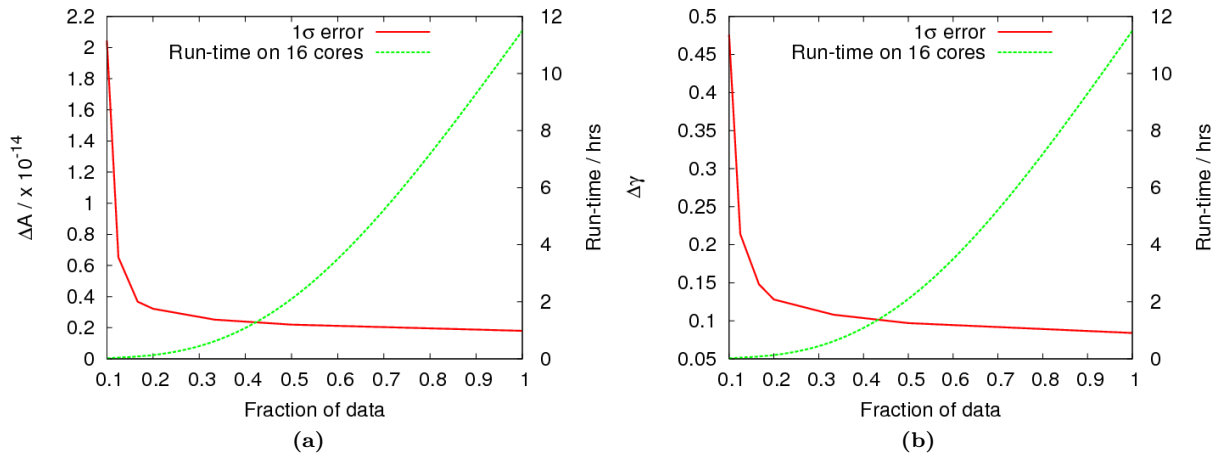 1σ error
Run-time on 16 cores
2.2
2
1.8
1.6
1.4
1.2
1
0.8
0.6
0.4
0.2
0
ΔA / x 10⁻¹⁴
12
10
8
6
4
2
0
Run-time / hrs
0.1 0.2 0.3 0.4 0.5 0.6 0.7 0.8 0.9 1
Fraction of data
(a)
1σ error
Run-time on 16 cores
0.5
0.45
0.4
0.35
0.3
0.25
0.2
0.15
0.1
0.05
Δγ
12
10
8
6
4
2
0
Run-time / hrs
0.1 0.2 0.3 0.4 0.5 0.6 0.7 0.8 0.9 1
Fraction of data
(b)